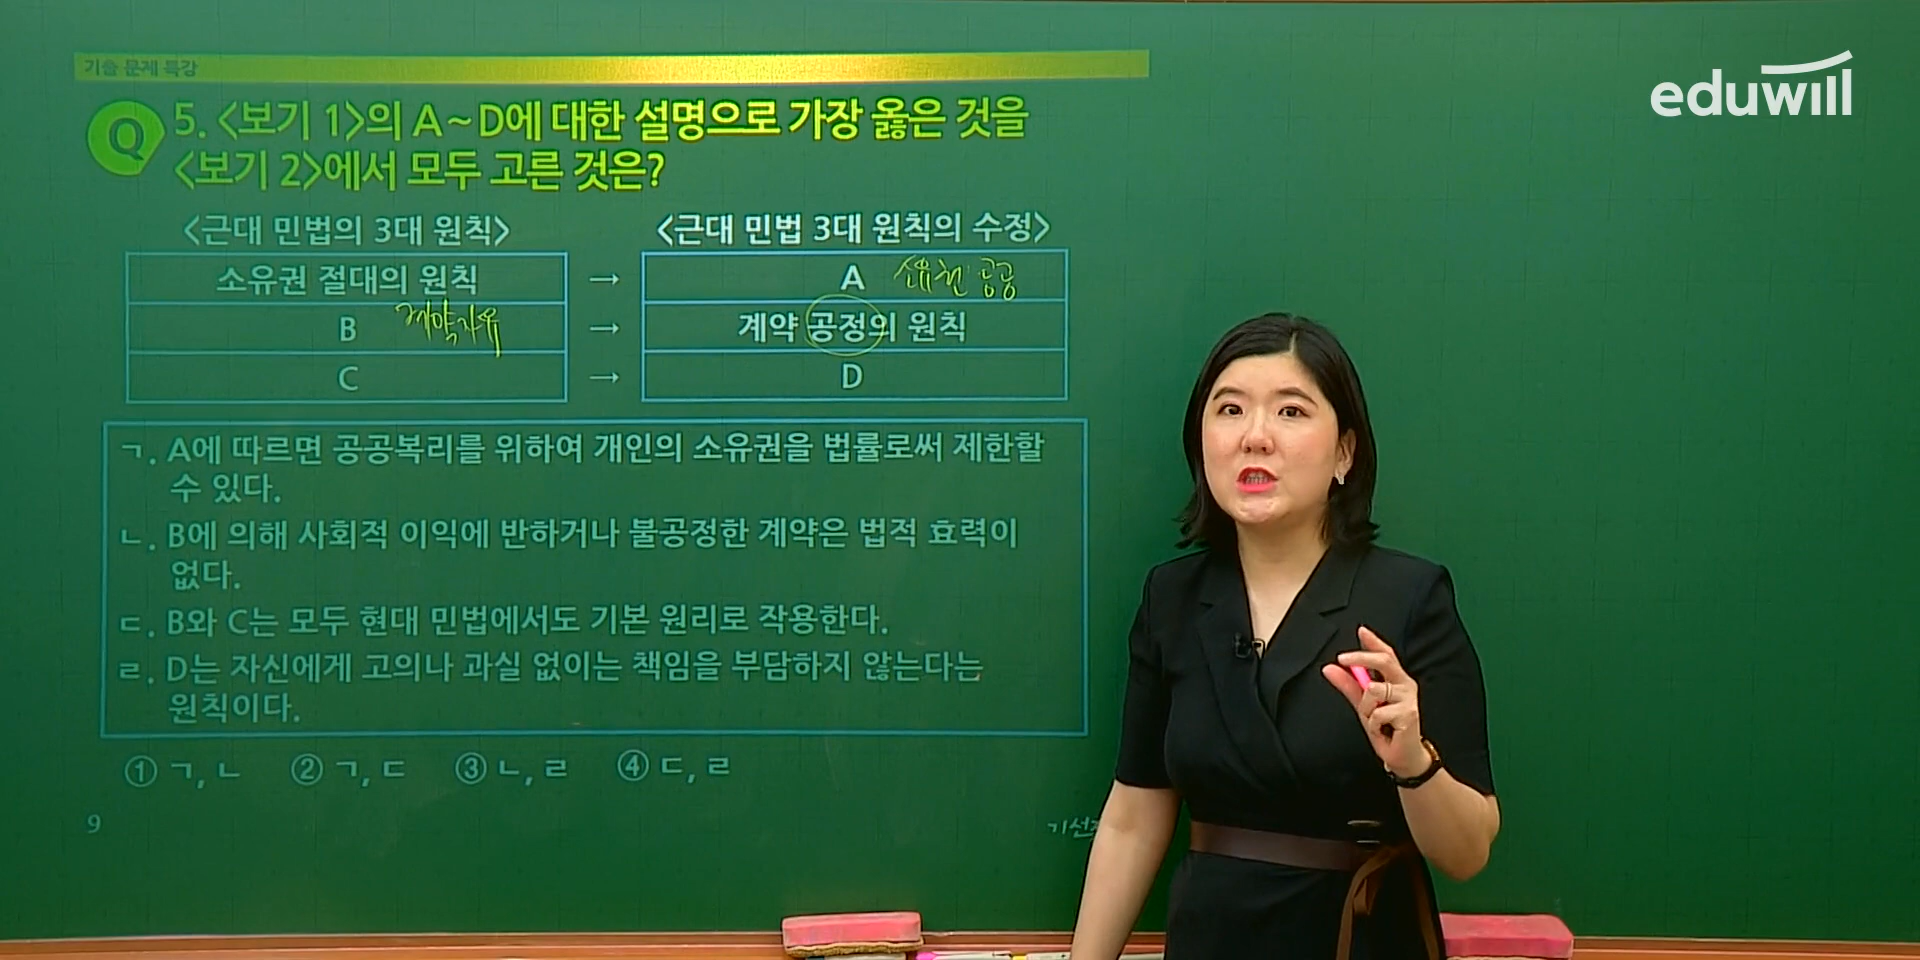 기출 문제 특강
eduwill
Q 5. <보기 1>의 A~D에 대한 설명으로 가장 옳은 것을
<보기 2>에서 모두 고른 것은?
<근대 민법의 3대 원칙> <근대 민법 3대 원칙의 수정>
소유권 절대의 원칙 → A 소유권 공공
B 계약자유 → 계약 공정의 원칙
C → D
ㄱ. A에 따르면 공공복리를 위하여 개인의 소유권을 법률로써 제한할
수 있다.
ㄴ. B에 의해 사회적 이익에 반하거나 불공정한 계약은 법적 효력이
없다.
ㄷ. B와 C는 모두 현대 민법에서도 기본 원리로 작용한다.
ㄹ. D는 자신에게 고의나 과실 없이는 책임을 부담하지 않는다는
원칙이다.
① ㄱ, ㄴ ② ㄱ, ㄷ ③ ㄴ, ㄹ ④ ㄷ, ㄹ
9